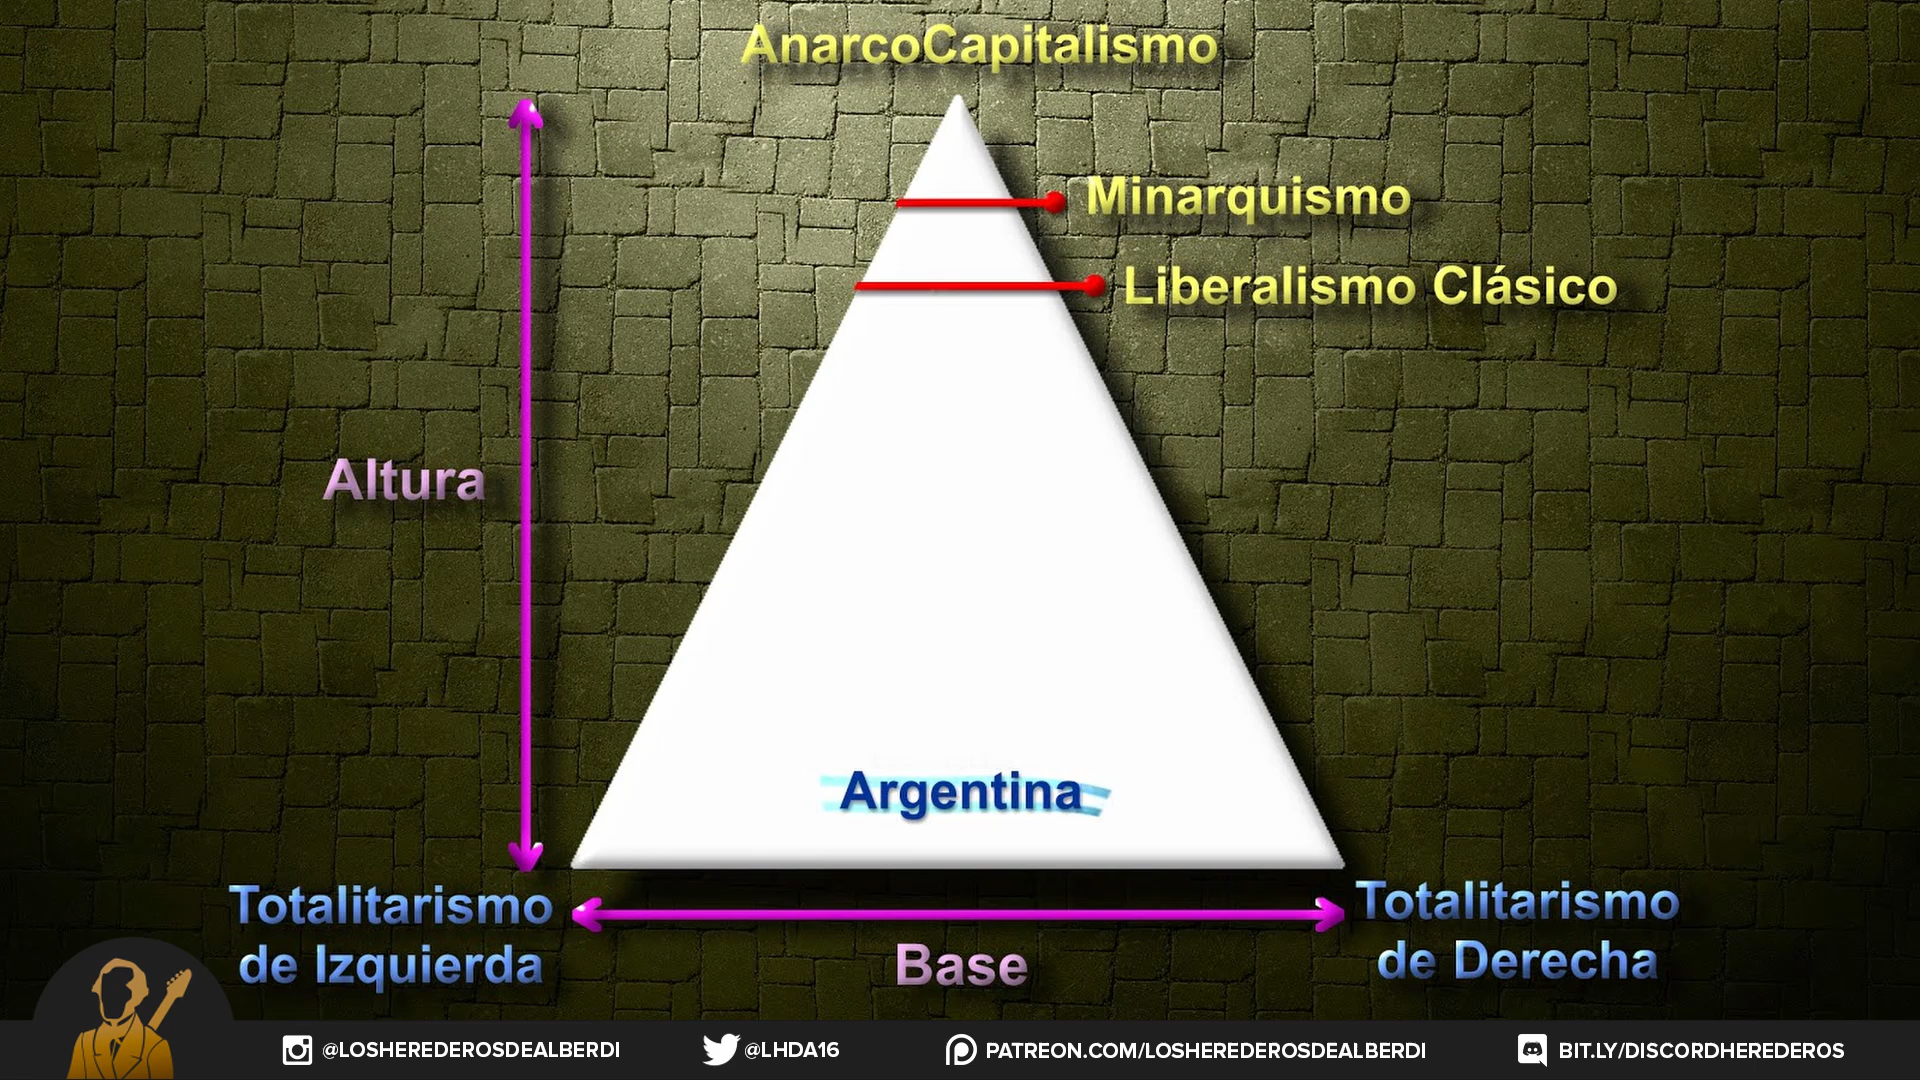 AnarcoCapitalismo
Minarquismo
Liberalismo Clásico
Altura
Argentina
Totalitarismo
de Izquierda
Base
Totalitarismo
de Derecha
@LOSHEREDEROSDEALBERDI
@LHDA16
PATREON.COM/LOSHEREDEROSDEALBERDI
BIT.LY/DISCORDHEREDEROS